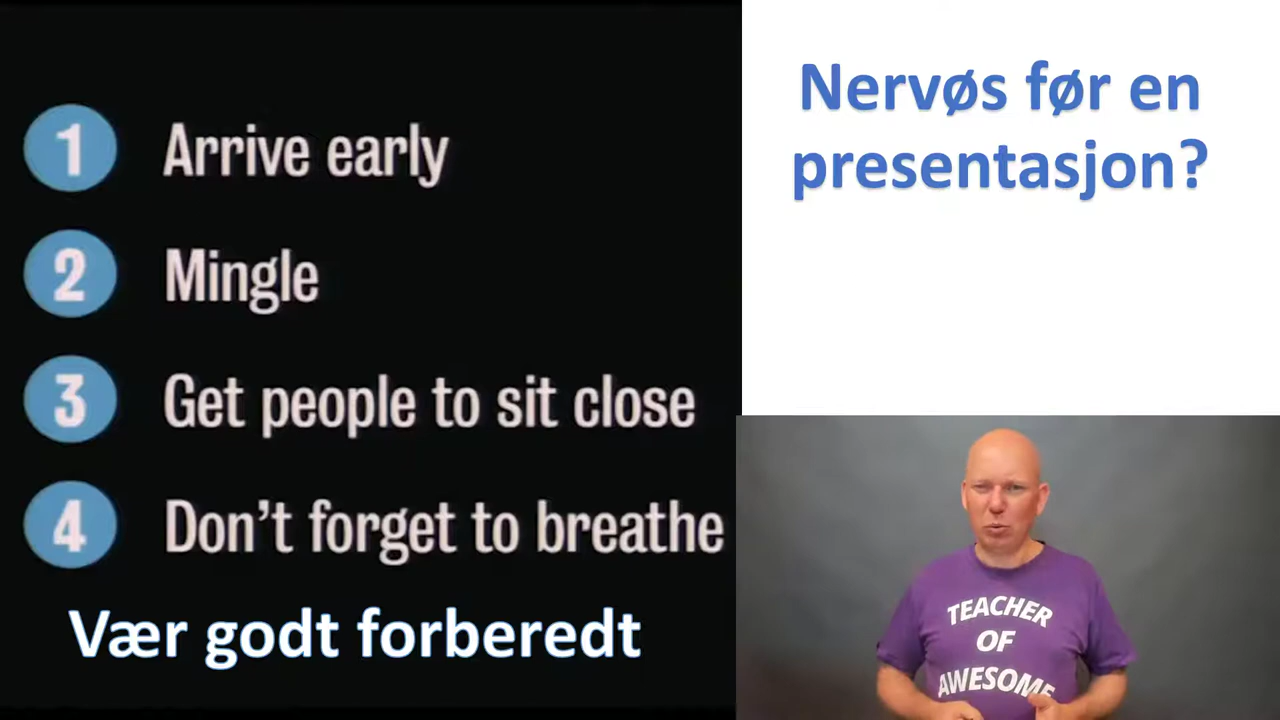 1 Arrive early
2 Mingle
3 Get people to sit close
4 Don't forget to breathe
Vær godt forberedt
Nervøs før en
presentasjon?
TEACHER
OF
AWESOME